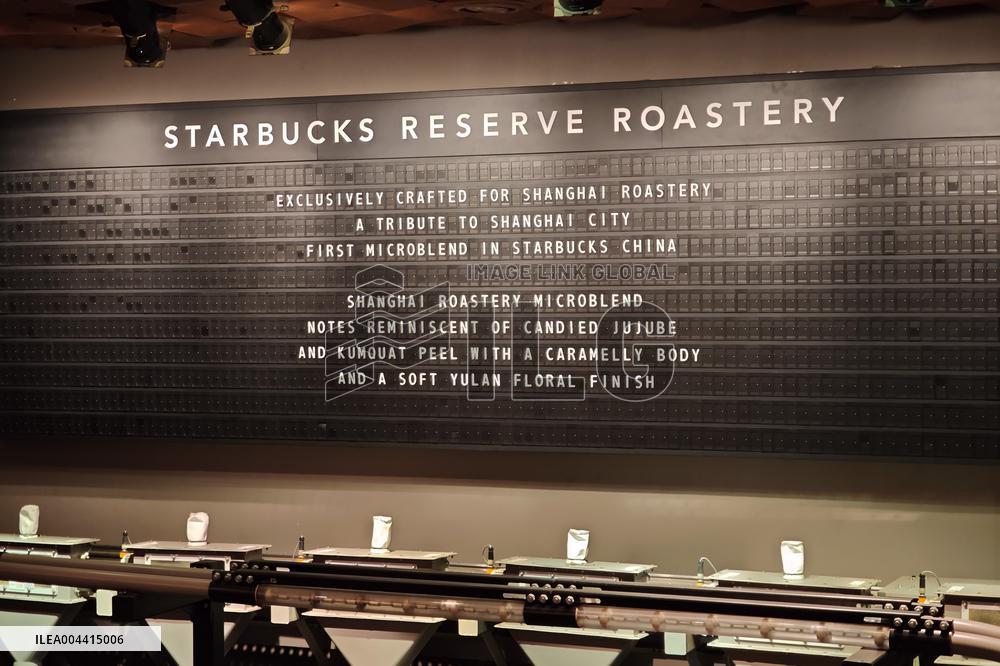 STARBUCKS RESERVE ROASTERY
EXCLUSIVELY CRAFTED FOR SHANGHAI ROASTERY
A TRIBUTE TO SHANGHAI CITY
FIRST MICROBLEND IN STARBUCKS CHINA
IMAGE LINK GLOBAL
SHANGHAI ROASTERY MICROBLEND
NOTES REMINISCENT OF CANDIED JUJUBE
AND KUMQUAT PEEL WITH A CARAMELLY BODY
AND A SOFT YULAN FLORAL FINISH
ILG
ILEA004415006